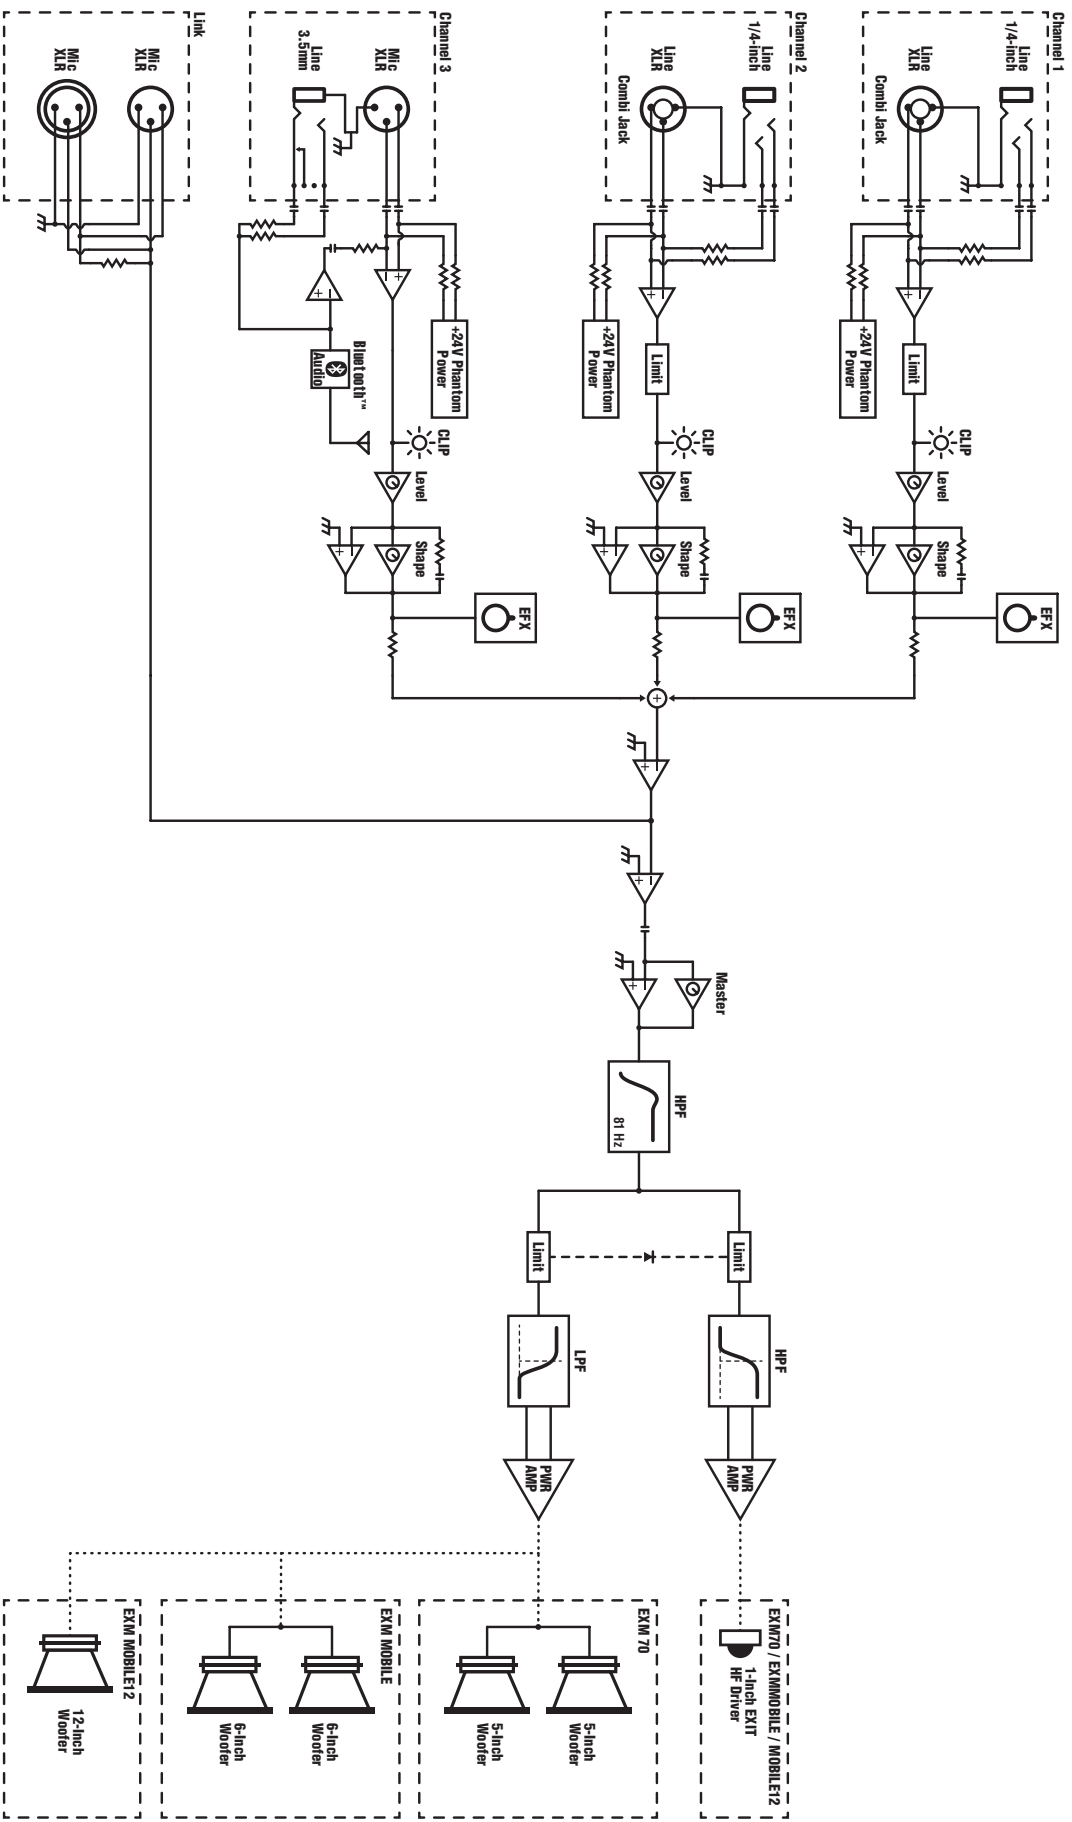 Channel 1
Line
1/4-inch
Line
XLR
Combi Jack
+24V Phantom
Power
Limit
CLIP
Level
Shape
EFX
Channel 2
Line
1/4-inch
Line
XLR
Combi Jack
+24V Phantom
Power
Limit
CLIP
Level
Shape
EFX
Channel 3
Mic
XLR
Line
3.5mm
+24V Phantom
Power
Bluetooth™
Audio
CLIP
Level
Shape
EFX
Link
Mic
XLR
Mic
XLR
Master
HPF
81 Hz
Limit
HPF
PWR
AMP
Limit
LPF
PWR
AMP
EXM70 / EXMMOBILE / MOBILE12
1-Inch EXIT
HF Driver
EXM 70
5-Inch
Woofer
5-Inch
Woofer
EXM MOBILE
6-Inch
Woofer
6-Inch
Woofer
EXM MOBILE12
12-Inch
Woofer